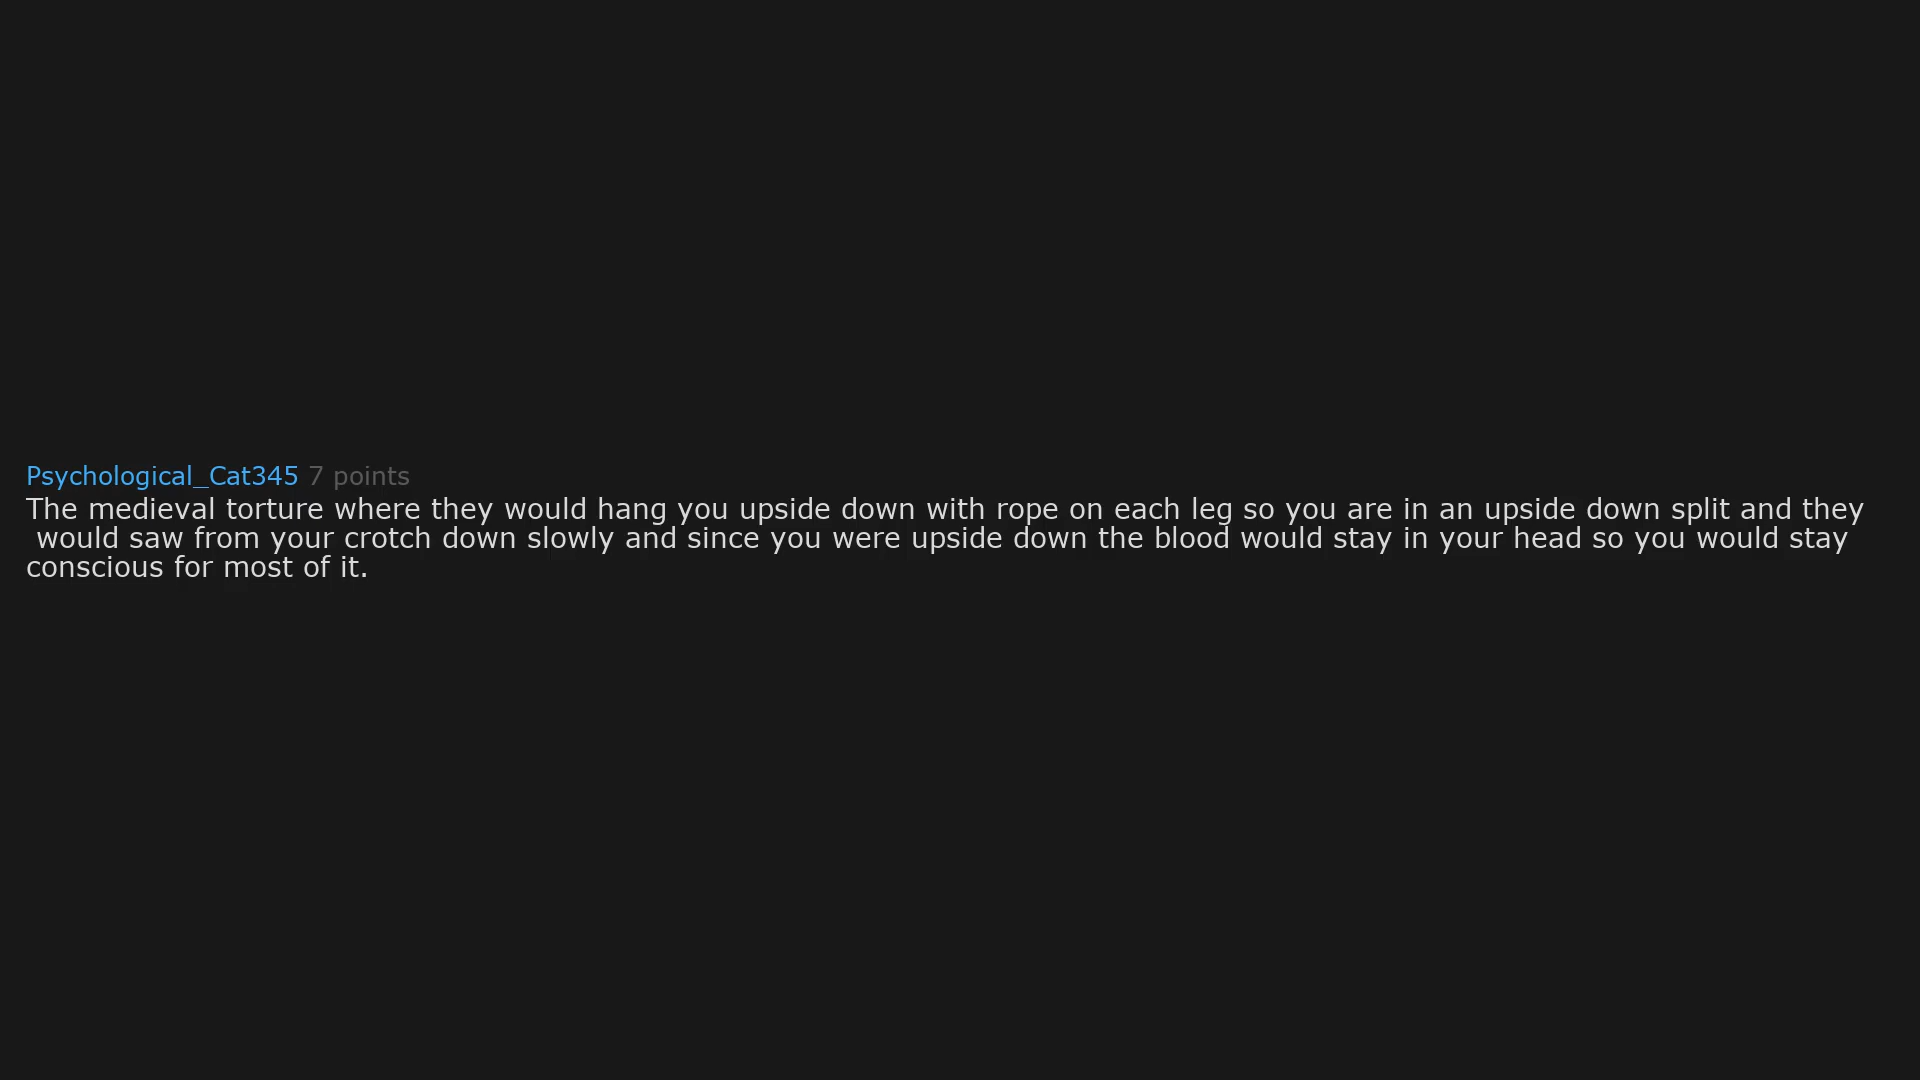 Psychological_Cat345 7 points
The medieval torture where they would hang you upside down with rope on each leg so you are in an upside down split and they
would saw from your crotch down slowly and since you were upside down the blood would stay in your head so you would stay
conscious for most of it.